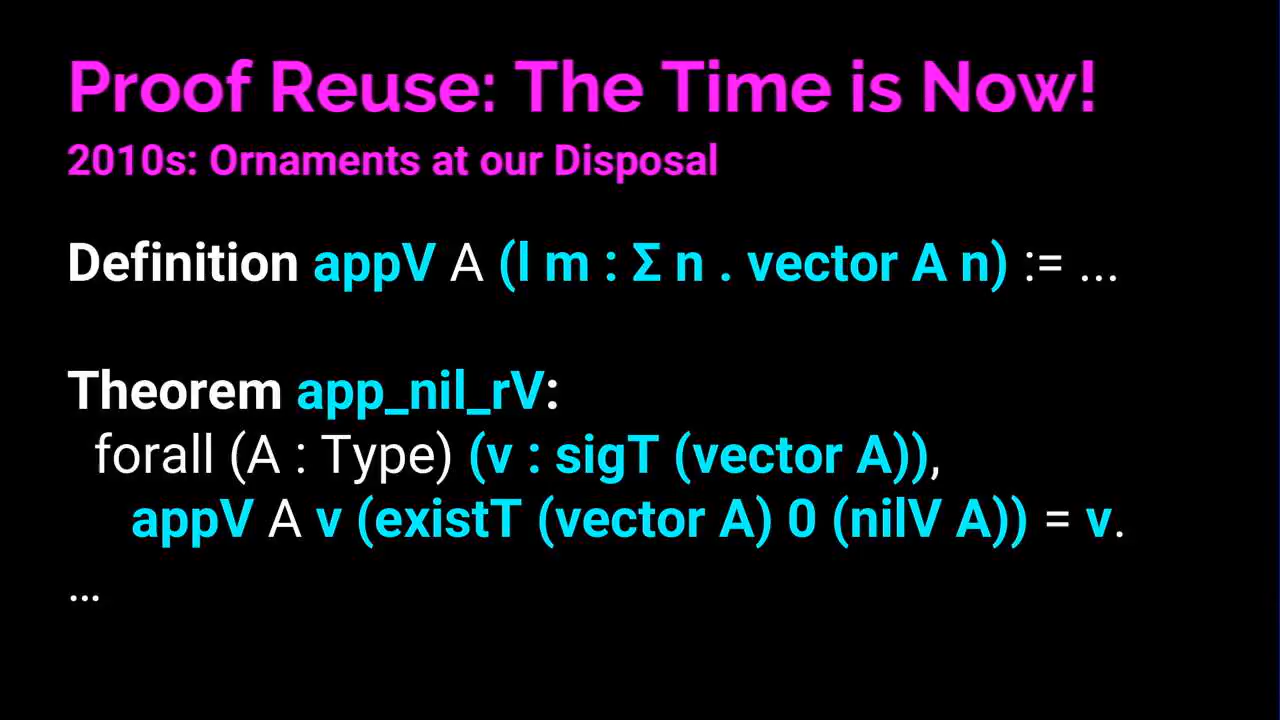 Proof Reuse: The Time is Now!
2010s: Ornaments at our Disposal
Definition appV A (l m : Σ n . vector A n) := ...
Theorem app_nil_rV:
forall (A : Type) (v : sigT (vector A)),
appV A v (existT (vector A) 0 (nilV A)) = v.
...